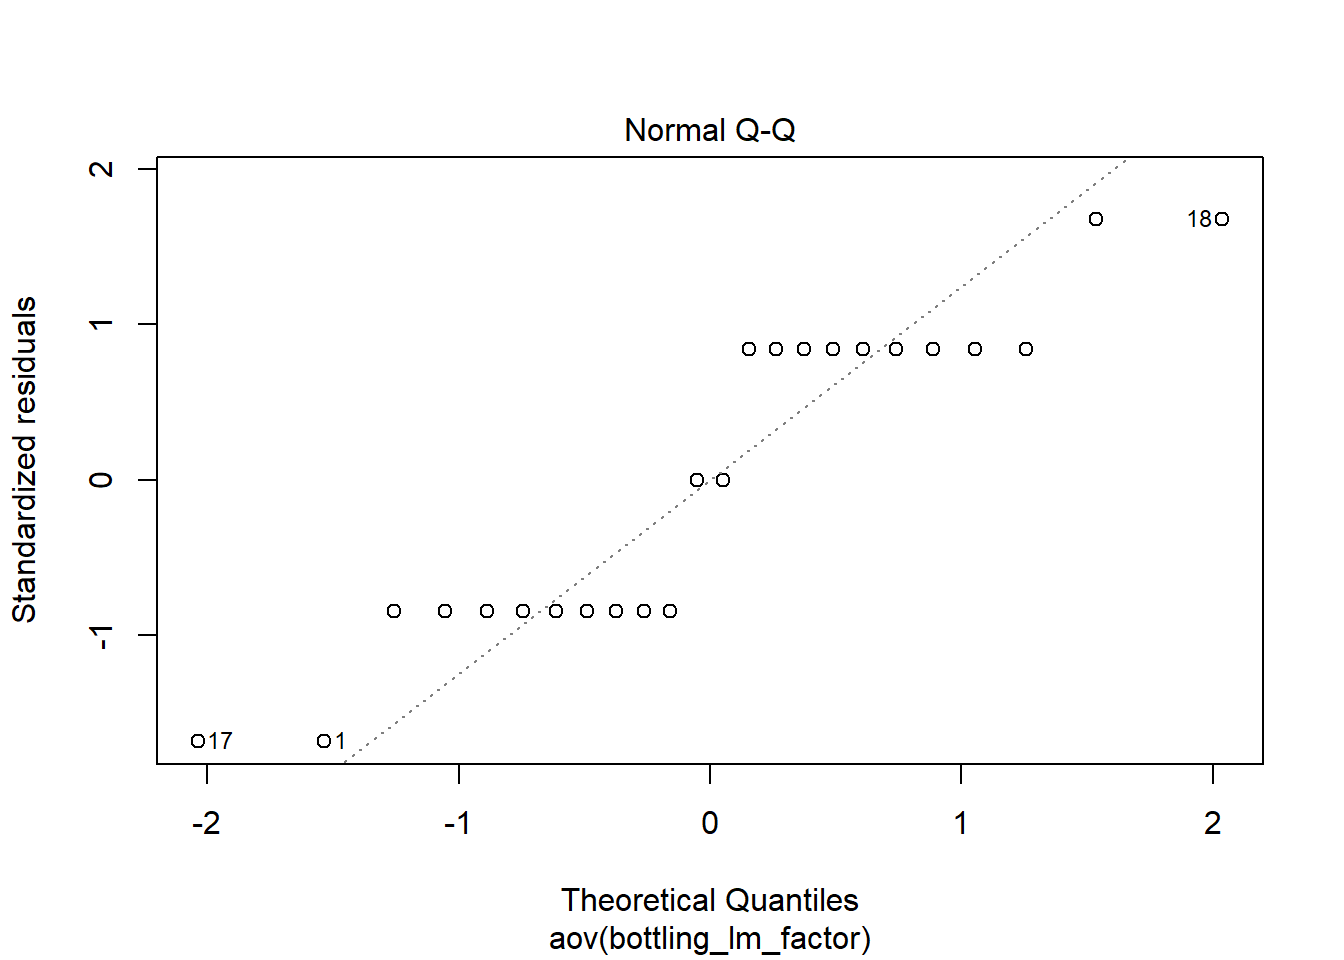 Normal Q-Q
2
1
0
-1
Standardized residuals
18
17
1
-2 -1 0 1 2
Theoretical Quantiles
aov(bottling_lm_factor)